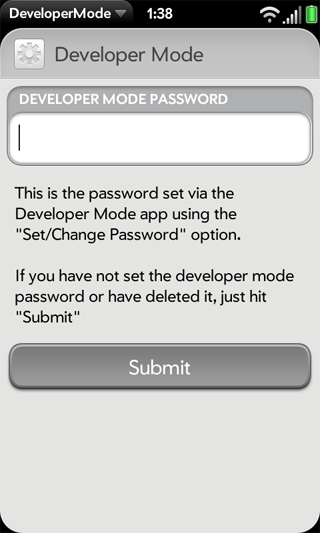 DeveloperMode 1:38
Developer Mode
DEVELOPER MODE PASSWORD
This is the password set via the
Developer Mode app using the
"Set/Change Password" option.
If you have not set the developer mode
password or have deleted it, just hit
"Submit"
Submit